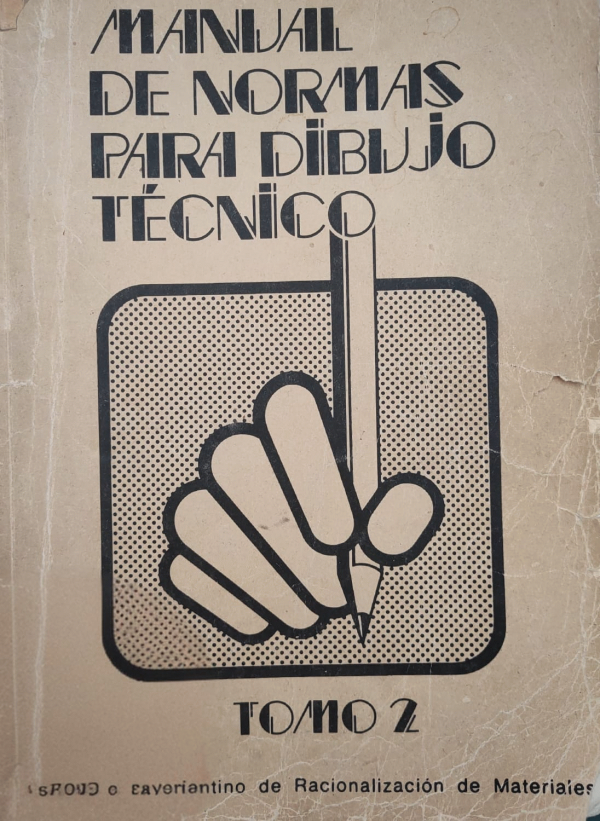 MANUAL
DE NORMAS
PARA DIBUJO
TÉCNICO
TOMO 2
de Racionalización de Materiales